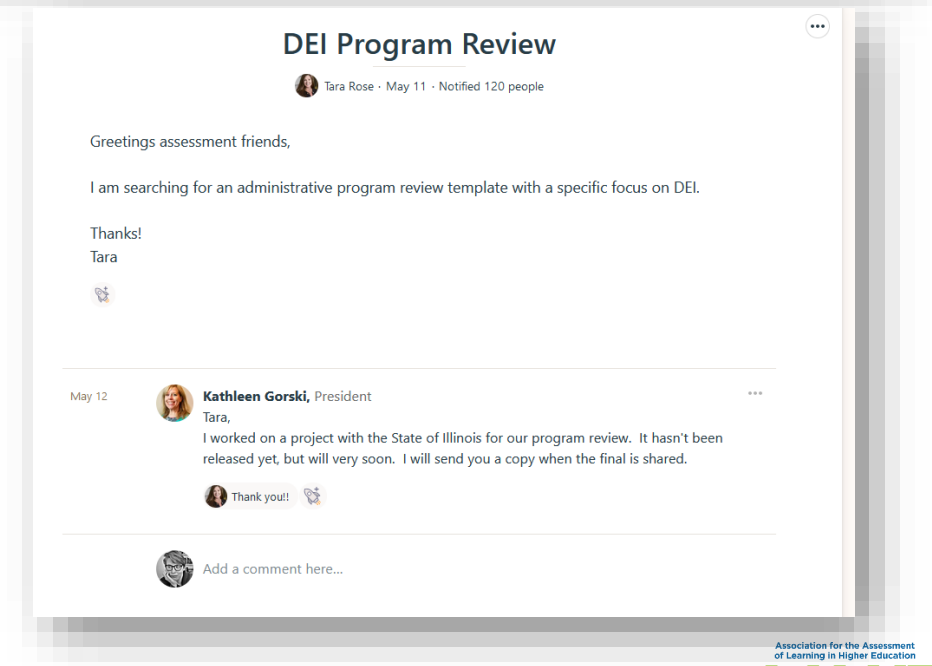 DEI Program Review
Tara Rose · May 11 · Notified 120 people
Greetings assessment friends,
I am searching for an administrative program review template with a specific focus on DEI.
Thanks!
Tara
May 12
Kathleen Gorski, President
Tara,
I worked on a project with the State of Illinois for our program review.  It hasn't been
released yet, but will very soon.  I will send you a copy when the final is shared.
Thank you!!
Add a comment here...
Association for the Assessment
of Learning in Higher Education